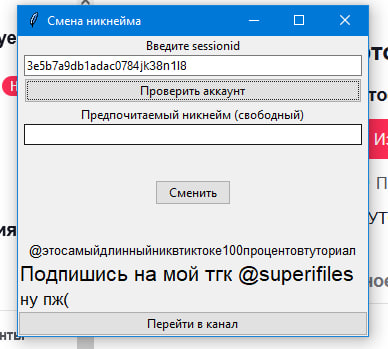 Смена никнейма
Введите sessionid
3e5b7a9db1adac0784jk38n1l8
Проверить аккаунт
Предпочитаемый никнейм (свободный)
Сменить
@этосамыйдлинныйниквтиктоке100процентовтуториал
Подпишись на мой тгк @superifiles
ну пж(
Перейти в канал